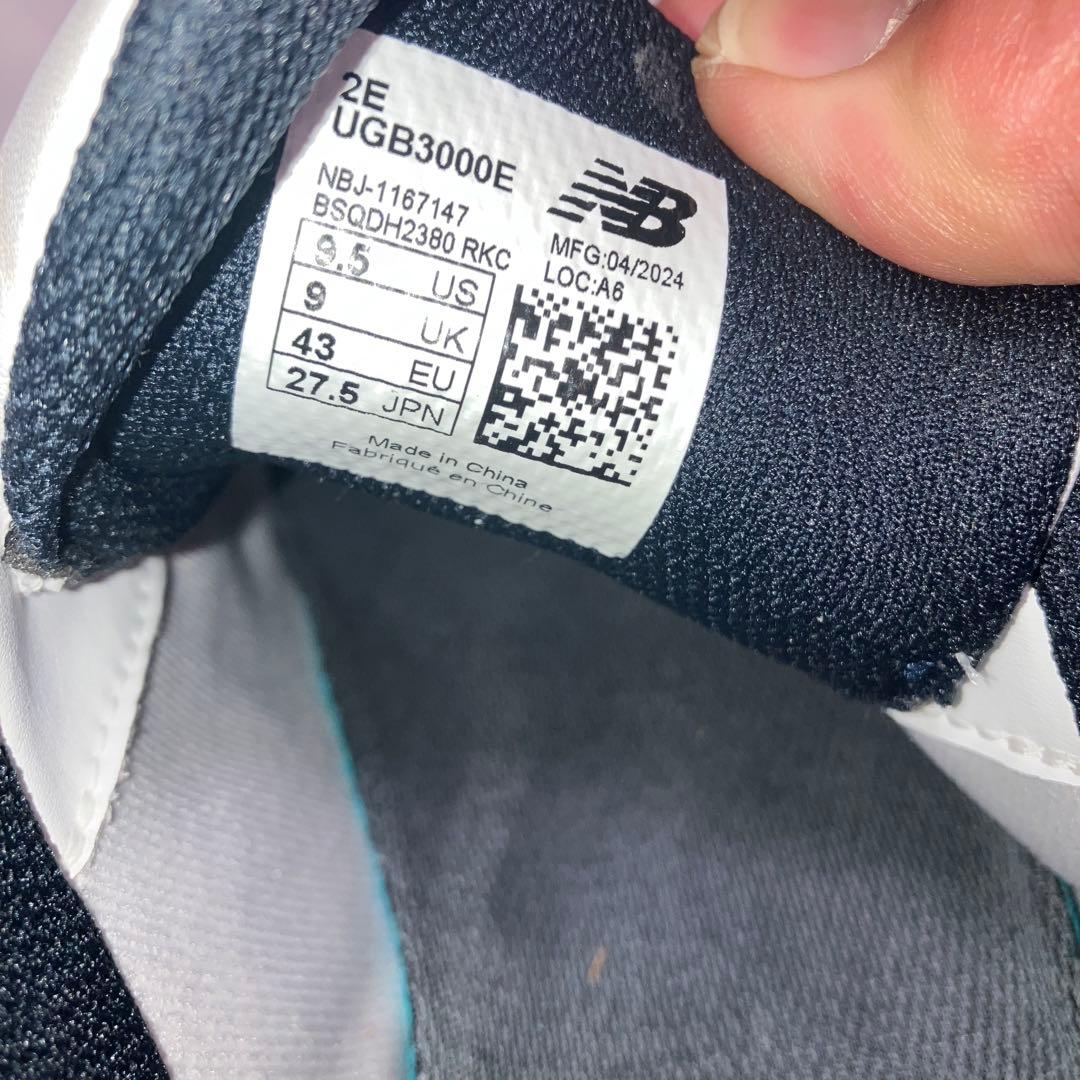 2E
UGB3000E
NBJ-1167147
BSQDH2380 RKC
9.5 US
9 UK
43 EU
27.5 JPN
NB
MFG:04/2024
LOC:A6
Made in China
Fabriqué en Chine